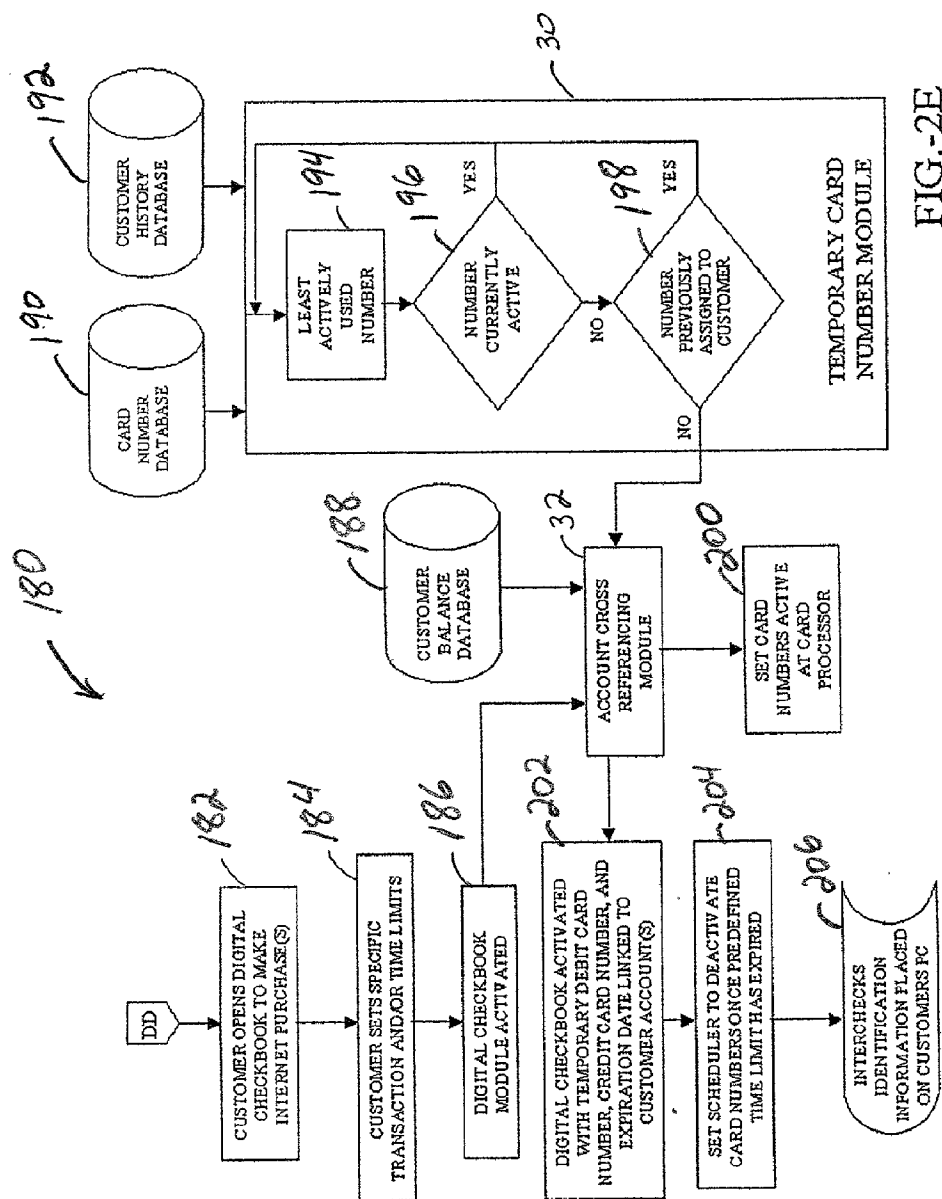 180
DD
182
CUSTOMER OPENS DIGITAL
CHECKBOOK TO MAKE
INTERNET PURCHASE(S)
184
CUSTOMER SETS SPECIFIC
TRANSACTION AND/OR TIME LIMITS
186
DIGITAL CHECKBOOK
MODULE ACTIVATED
202
DIGITAL CHECKBOOK ACTIVATED
WITH TEMPORARY DEBIT CARD
NUMBER, CREDIT CARD NUMBER, AND
EXPIRATION DATE LINKED TO
CUSTOMER ACCOUNT(S)
204
SET SCHEDULER TO DEACTIVATE
CARD NUMBERS ONCE PREDEFINED
TIME LIMIT HAS EXPIRED
206
INTERCHECKS
IDENTIFICATION
INFORMATION PLACED
ON CUSTOMERS PC
188
CUSTOMER
BALANCE
DATABASE
32
ACCOUNT CROSS
REFERENCING
MODULE
200
SET CARD
NUMBERS ACTIVE
AT CARD
PROCESSOR
190
CARD
NUMBER
DATABASE
192
CUSTOMER
HISTORY
DATABASE
194
LEAST
ACTIVELY
USED
NUMBER
196
NUMBER
CURRENTLY
ACTIVE
YES
NO
198
NUMBER
PREVIOUSLY
ASSIGNED TO
CUSTOMER
YES
NO
TEMPORARY CARD
NUMBER MODULE
30
FIG.-2E